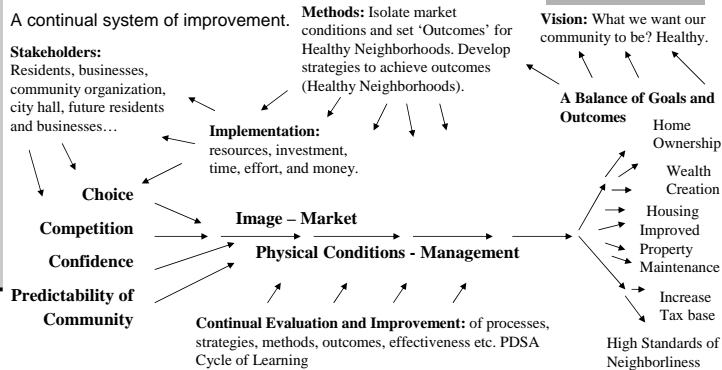 A continual system of improvement.
Stakeholders:
Residents, businesses,
community organization,
city hall, future residents
and businesses…
Methods: Isolate market
conditions and set ‘Outcomes’ for
Healthy Neighborhoods. Develop
strategies to achieve outcomes
(Healthy Neighborhoods).
Vision: What we want our
community to be? Healthy.
Implementation:
resources, investment,
time, effort, and money.
A Balance of Goals and
Outcomes
Choice
Competition
Confidence
Predictability of
Community
Image – Market
Physical Conditions - Management
Home
Ownership
Wealth
Creation
Housing
Improved
Property
Maintenance
Increase
Tax base
High Standards of
Neighborliness
Continual Evaluation and Improvement: of processes,
strategies, methods, outcomes, effectiveness etc. PDSA
Cycle of Learning